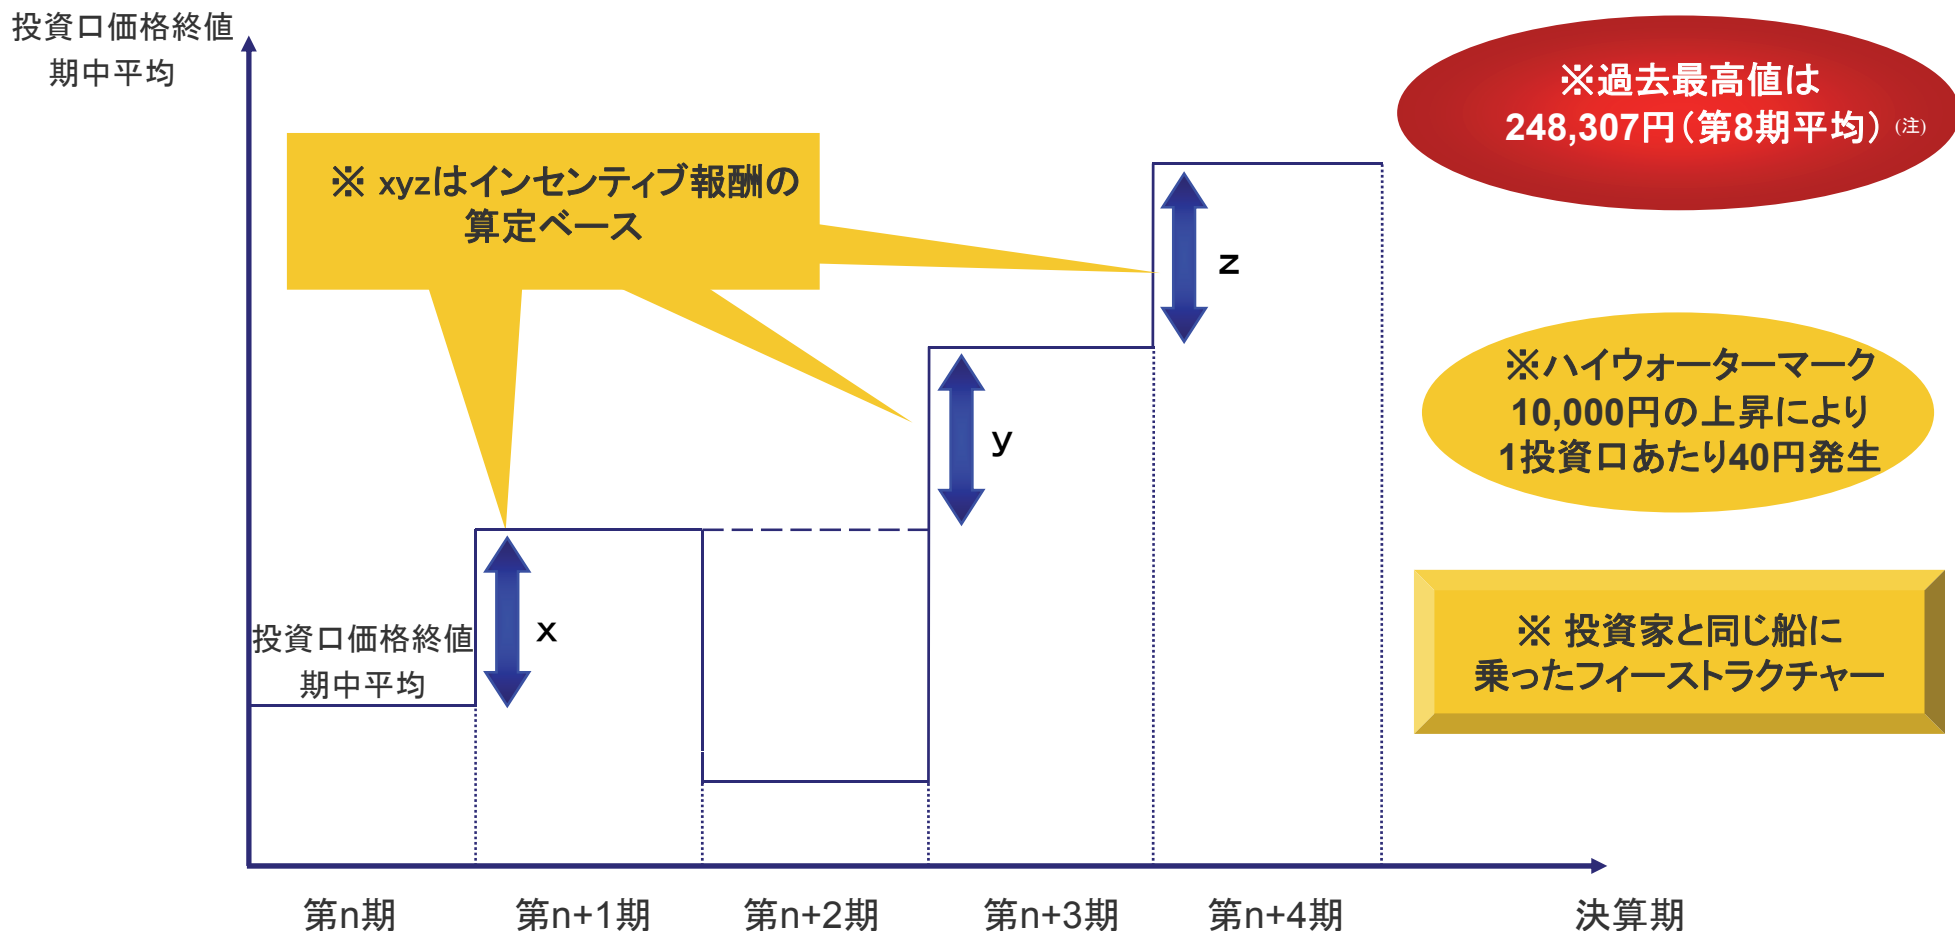 投資口価格終値
期中平均
※過去最高値は
248,307円（第8期平均）(注)
※ xyzはインセンティブ報酬の
算定ベース
z
※ハイウォーターマーク
10,000円の上昇により
1投資口あたり40円発生
y
x
投資口価格終値
期中平均
※ 投資家と同じ船に
乗ったフィーストラクチャー
第n期
第n+1期
第n+2期
第n+3期
第n+4期
決算期